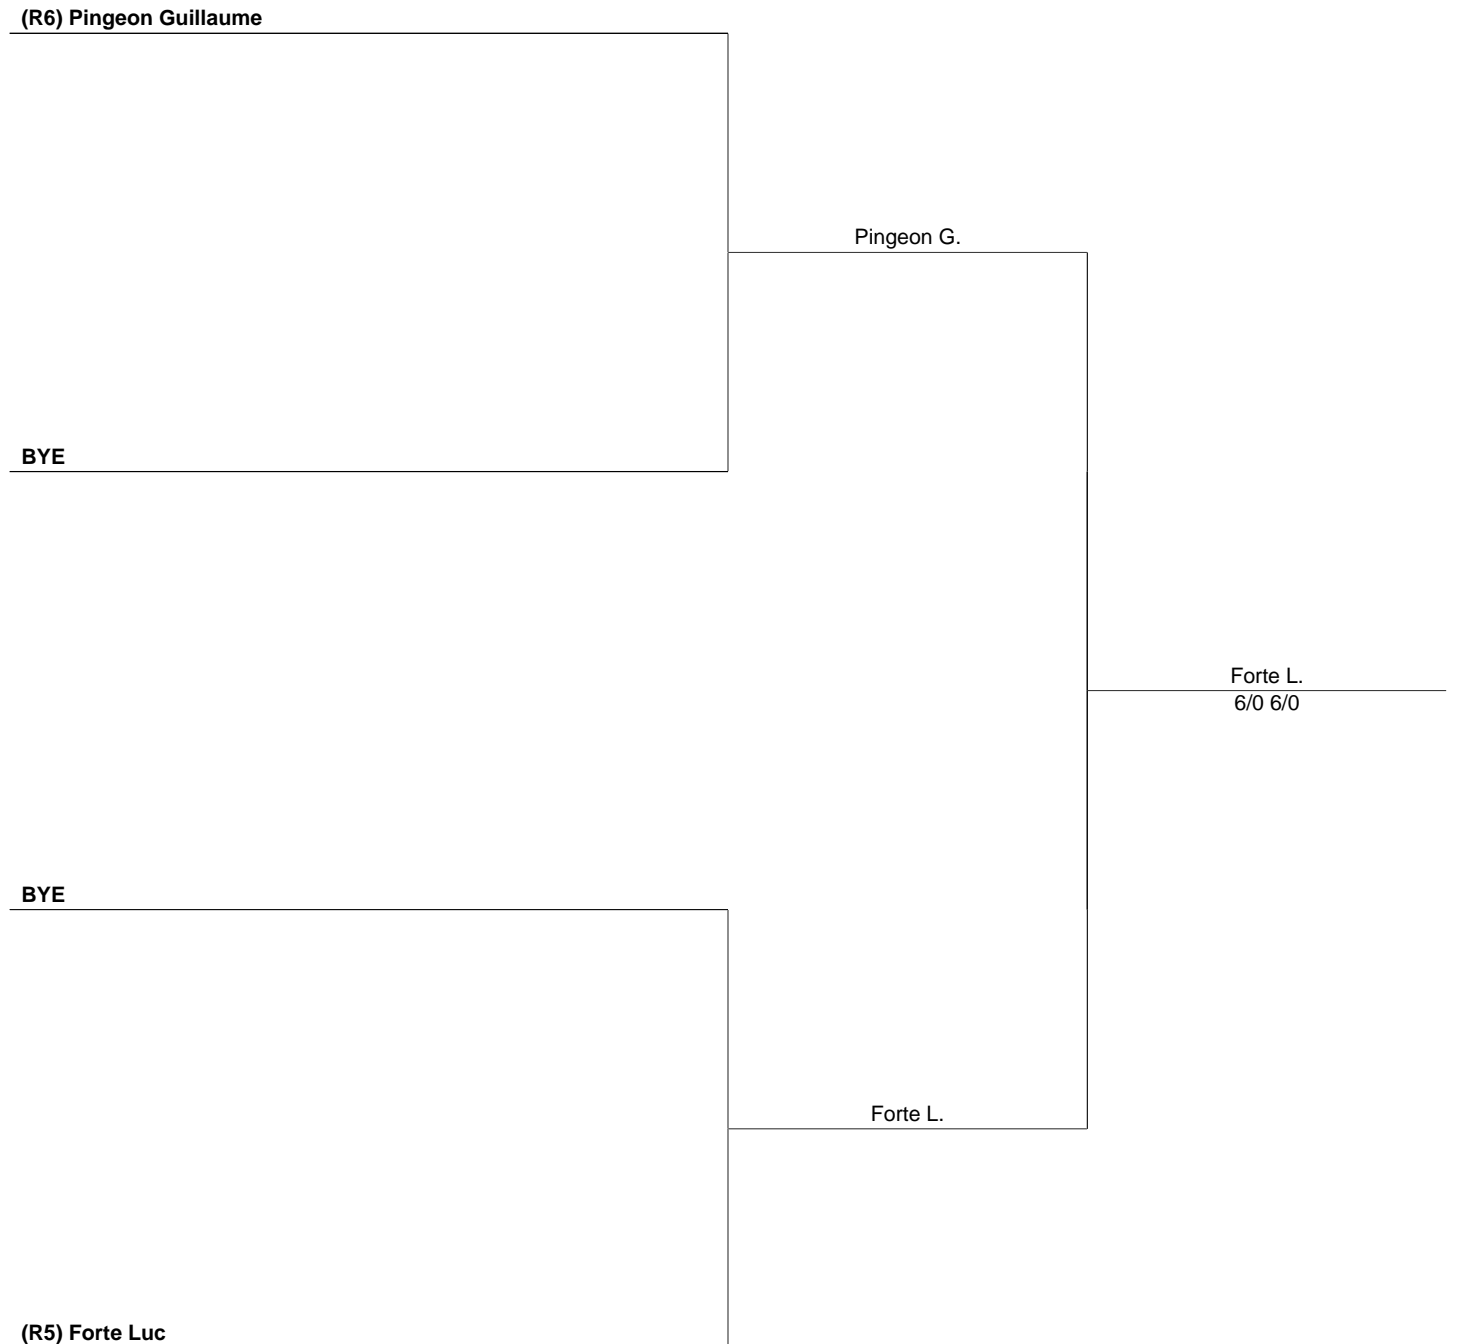 (R6) Pingeon Guillaume
Pingeon G.
BYE
Forte L.
6/0 6/0
BYE
Forte L.
(R5) Forte Luc